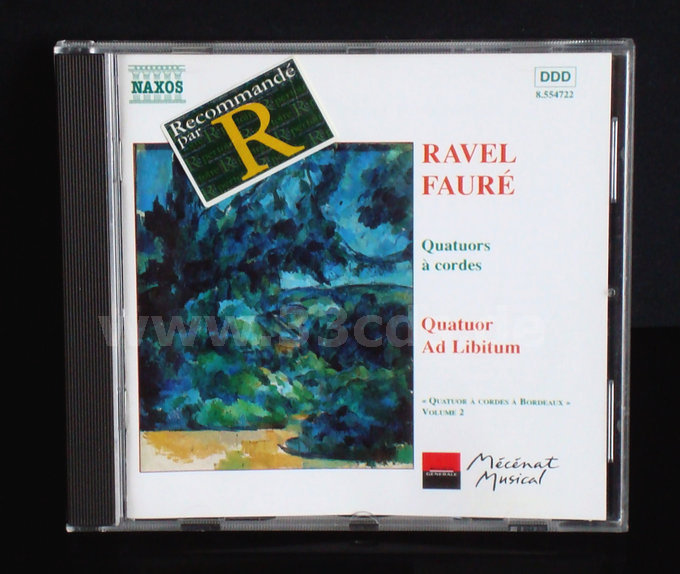 NAXOS
Recommandé
par
R
DDD
8.554722
RAVEL
FAURÉ
Quatuors
à cordes
Quatuor
Ad Libitum
« QUATUOR À CORDES À BORDEAUX »
VOLUME 2
GENERALE
Mécénat
Musical